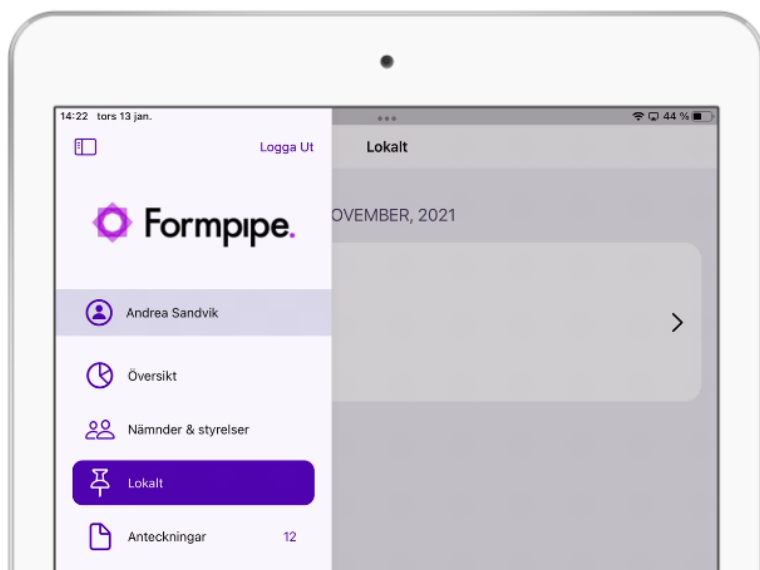 14:22 tors 13 jan.
44 %
Logga Ut
Lokalt
Formpipe.
OVEMBER, 2021
Andrea Sandvik
Översikt
Nämnder & styrelser
Lokalt
Anteckningar 12